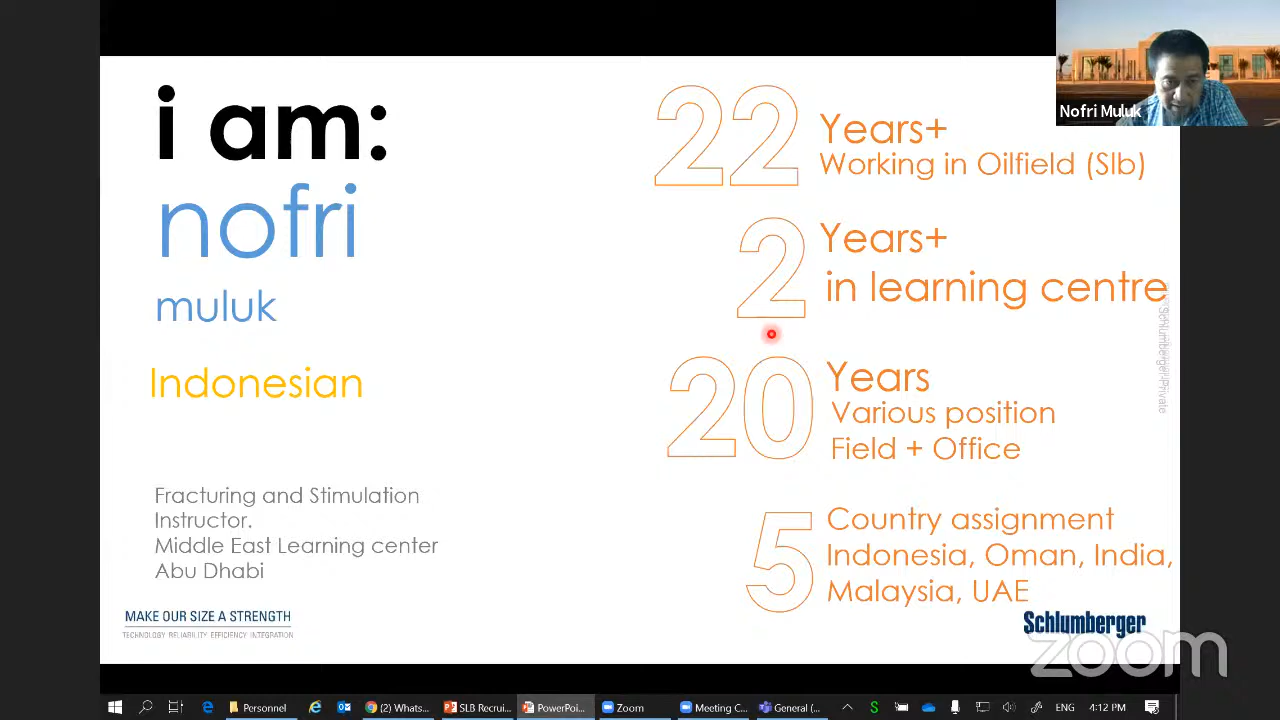 i am:
nofri
muluk
Indonesian
Fracturing and Stimulation
Instructor.
Middle East Learning center
Abu Dhabi
MAKE OUR SIZE A STRENGTH
TECHNOLOGY RELIABILITY EFFICIENCY INTEGRATION
22 Years+
Working in Oilfield (Slb)
2 Years+
in learning centre
20 Years
Various position
Field + Office
5 Country assignment
Indonesia, Oman, India,
Malaysia, UAE
Schlumberger
zoom
Nofri Muluk
Personnel
Whats...
SLB Recrui...
PowerPoi...
Zoom
Meeting C...
General (...
ENG
4:12 PM